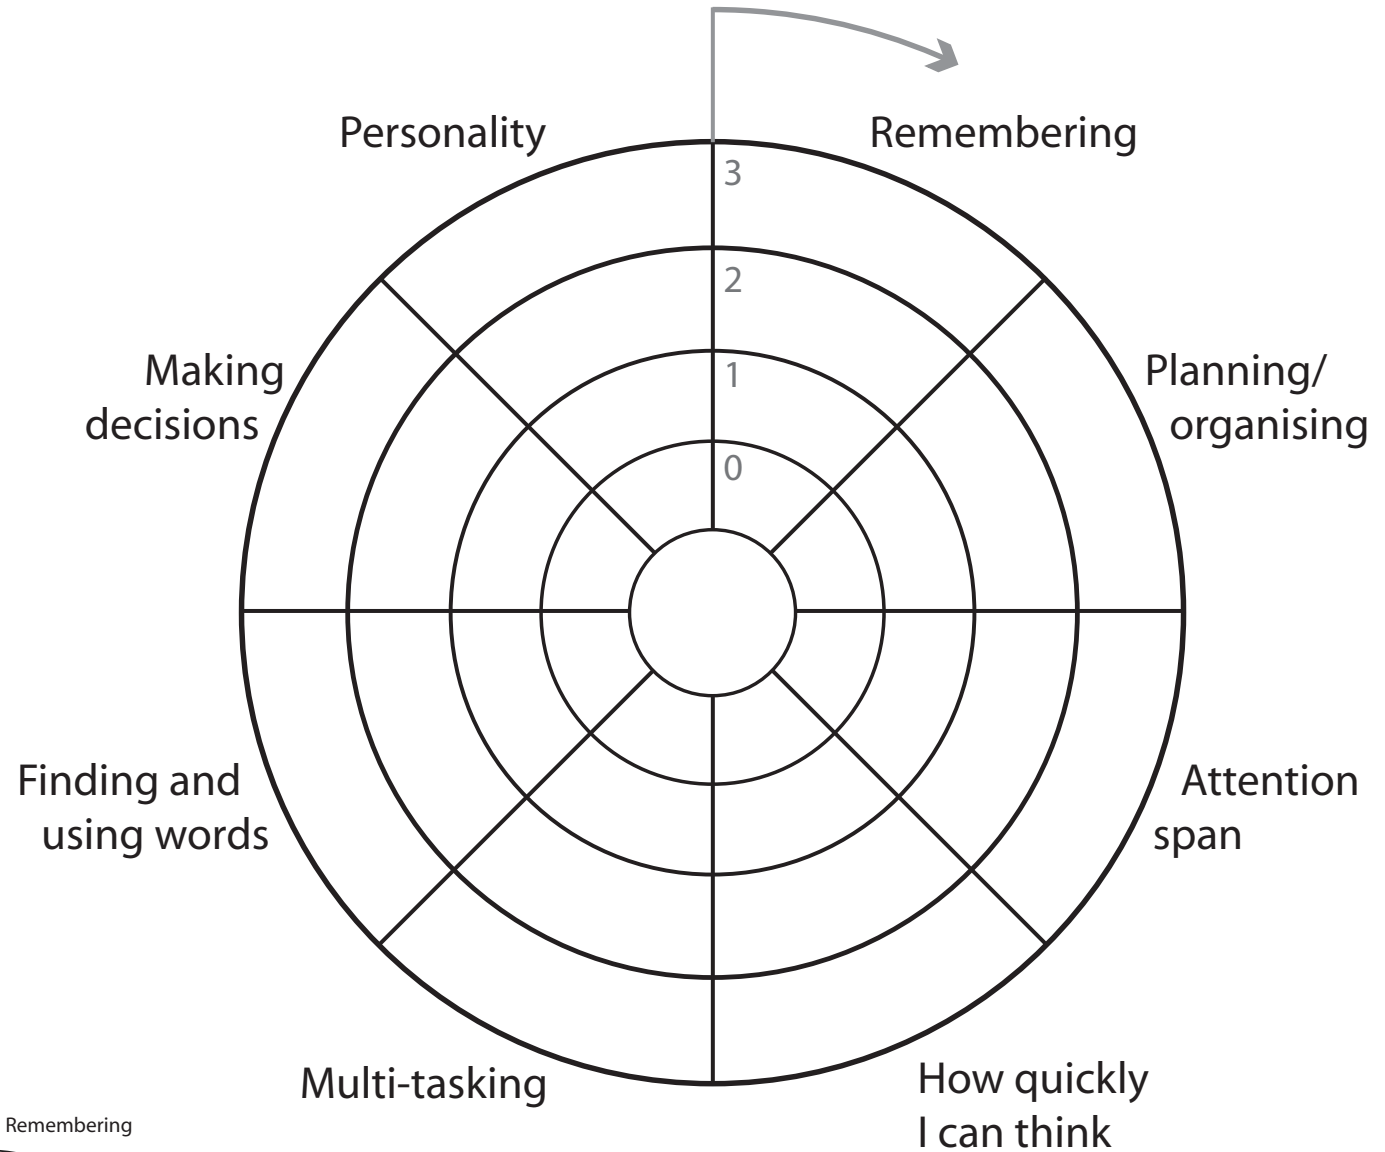 Personality
Remembering
3
2
1
0
Planning/
organising
Attention
span
How quickly
I can think
Multi-tasking
Finding and
using words
Making
decisions
Remembering